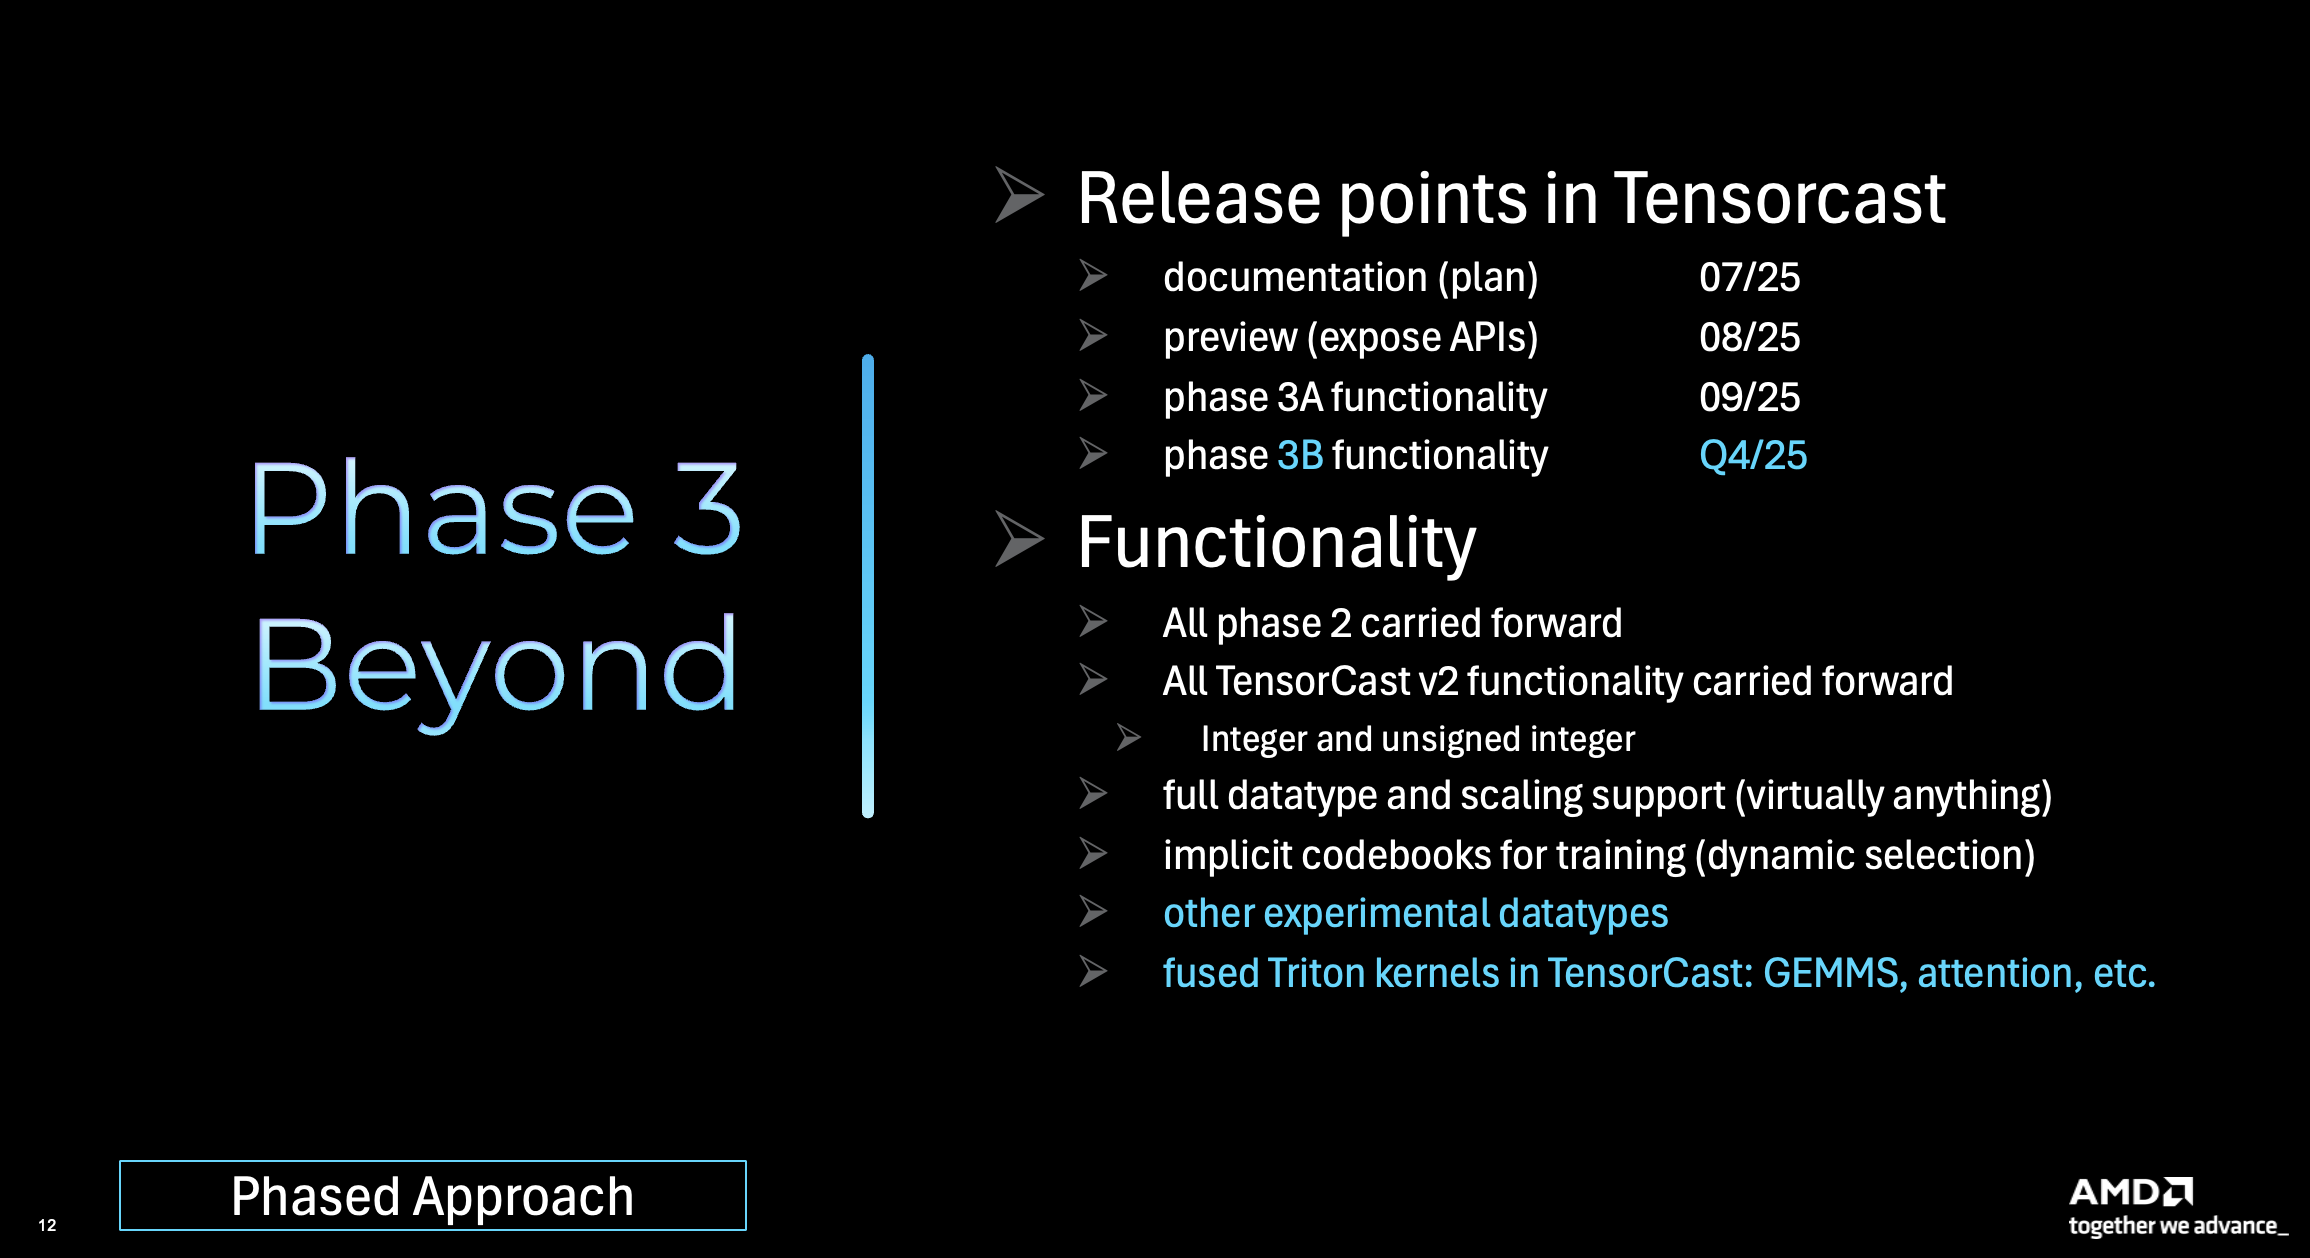 Phase 3
Beyond
Release points in Tensorcast
documentation (plan) 07/25
preview (expose APIs) 08/25
phase 3A functionality 09/25
phase 3B functionality Q4/25
Functionality
All phase 2 carried forward
All TensorCast v2 functionality carried forward
Integer and unsigned integer
full datatype and scaling support (virtually anything)
implicit codebooks for training (dynamic selection)
other experimental datatypes
fused Triton kernels in TensorCast: GEMMS, attention, etc.
Phased Approach
12
AMD
together we advance_